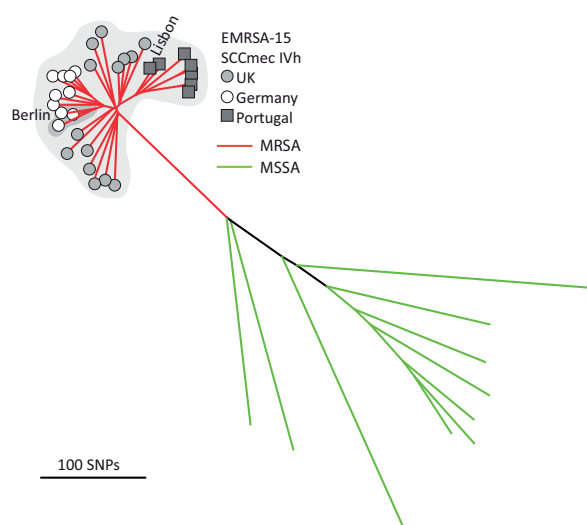 Lisbon
EMRSA-15
SCCmec IVh
UK
Germany
Portugal
Berlin
MRSA
MSSA
100 SNPs